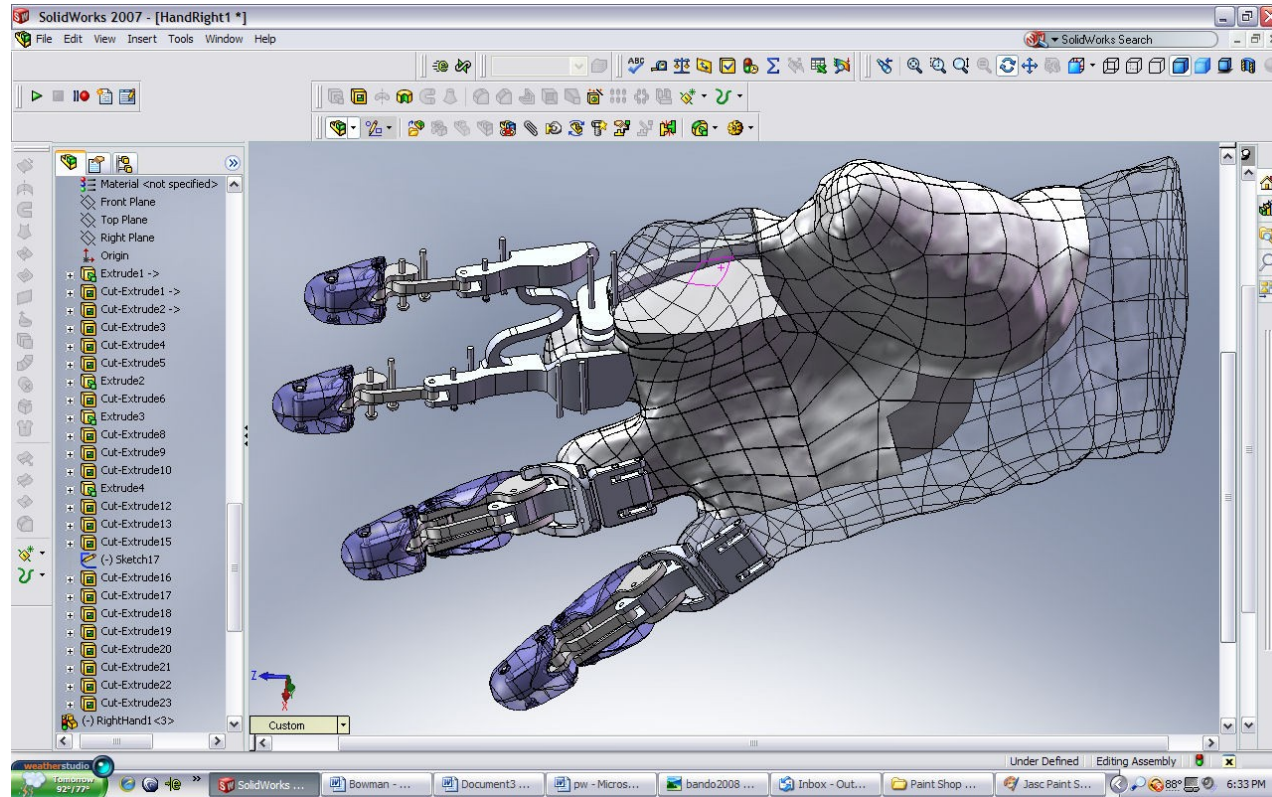 SolidWorks 2007 - [HandRight1 *]
File Edit View Insert Tools Window Help
SolidWorks Search
Material <not specified>
Front Plane
Top Plane
Right Plane
Origin
Extrude1 ->
Cut-Extrude1 ->
Cut-Extrude2 ->
Cut-Extrude3
Cut-Extrude4
Cut-Extrude5
Extrude2
Cut-Extrude6
Extrude3
Cut-Extrude8
Cut-Extrude9
Cut-Extrude10
Extrude4
Cut-Extrude12
Cut-Extrude13
Cut-Extrude15
(-) Sketch17
Cut-Extrude16
Cut-Extrude17
Cut-Extrude18
Cut-Extrude19
Cut-Extrude20
Cut-Extrude21
Cut-Extrude22
Cut-Extrude23
(-) RightHand1<3>
Z
X
Custom
Under Defined Editing Assembly
weatherstudio
Tomorrow
92°/77°
SolidWorks ... Bowman - ... Document3 ... pw - Micros... bando2008 ... Inbox - Out... Paint Shop ... Jasc Paint S... 88° 6:33 PM